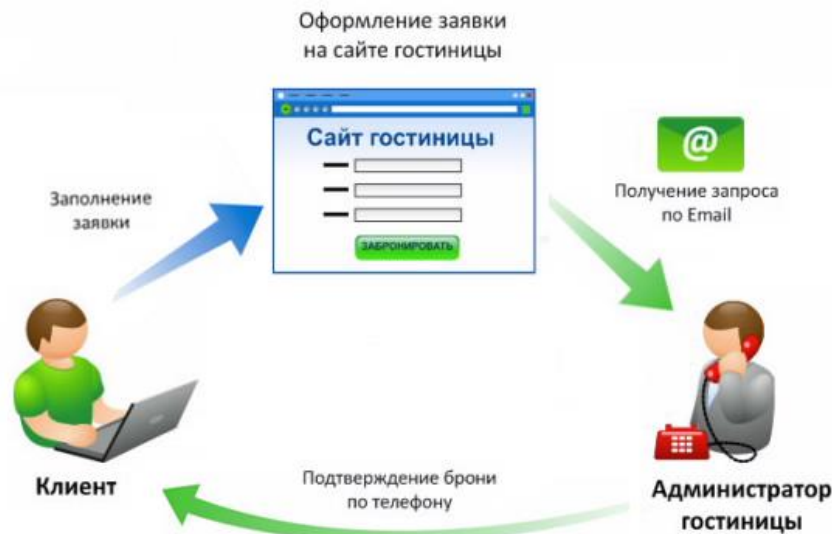 Оформление заявки
на сайте гостиницы
Сайт гостиницы
ЗАБРОНИРОВАТЬ
Заполнение
заявки
@
Получение запроса
по Email
Клиент
Подтверждение брони
по телефону
Администратор
гостиницы